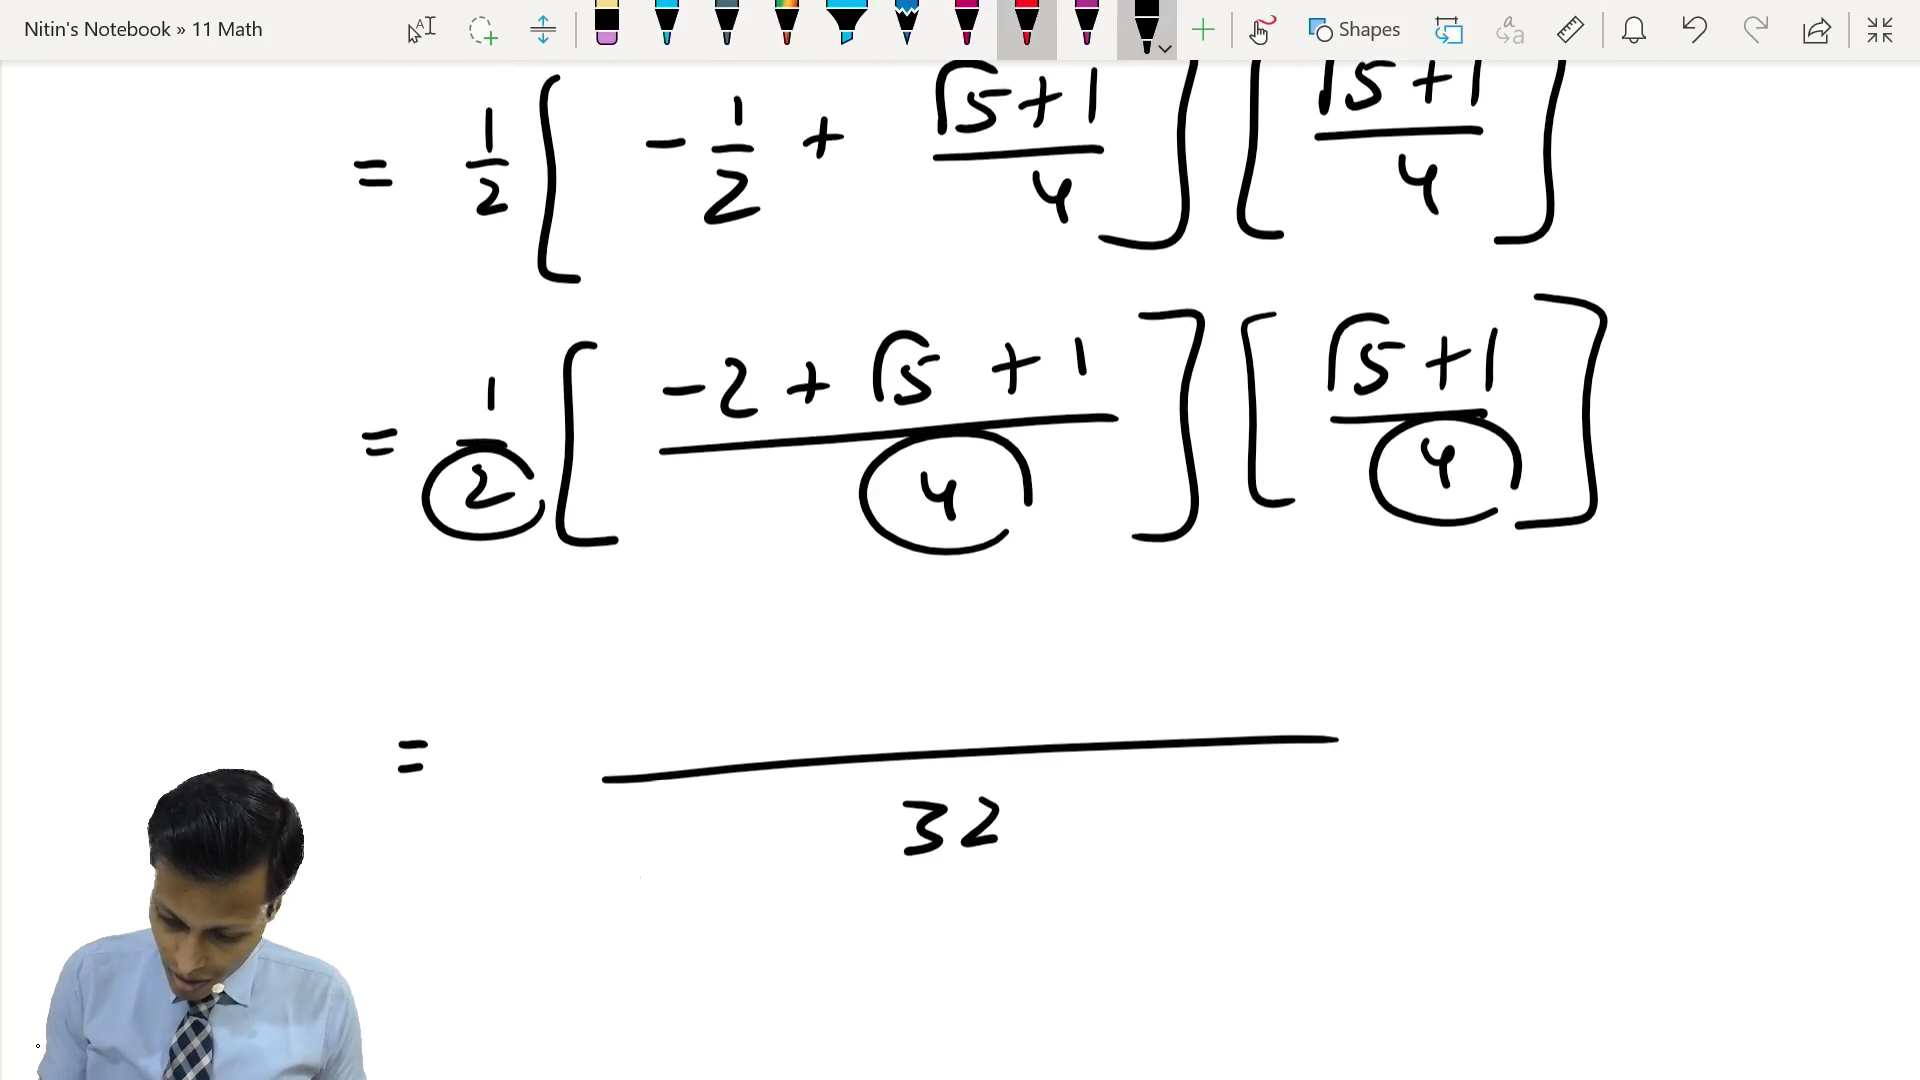 Nitin's Notebook » 11 Math
Shapes
= 1/2 [ - 1/2 + √5+1/4 ] [ √5+1/4 ]
= 1/2 [ -2 + √5 + 1/4 ] [ √5+1/4 ]
= /32